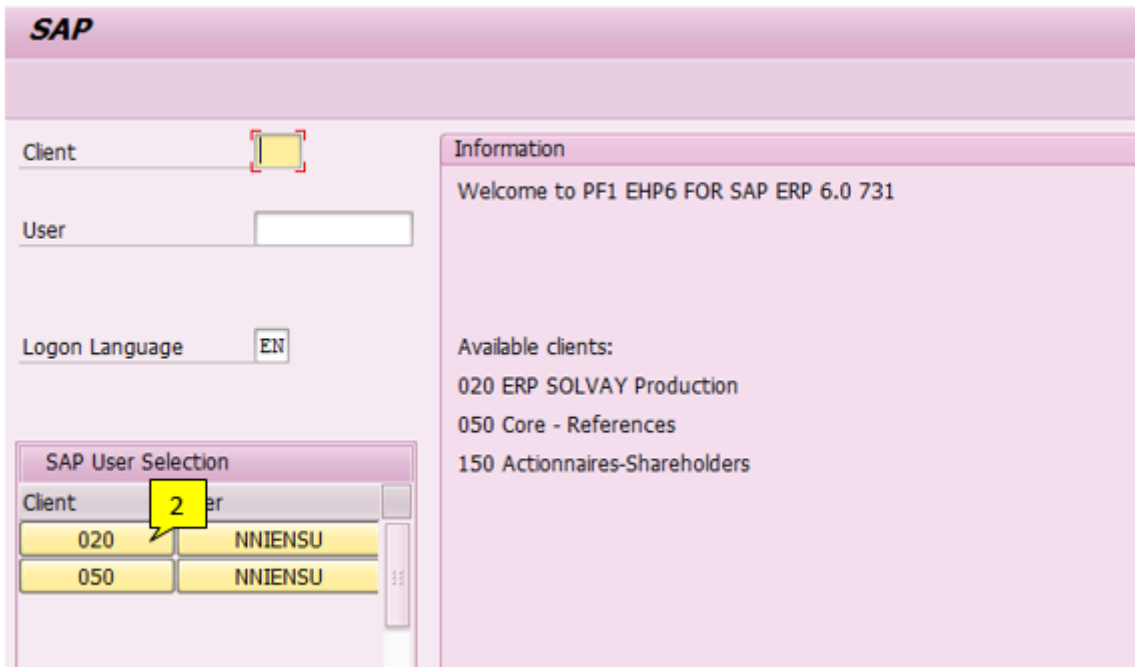 SAP
Client
User
Logon Language EN
SAP User Selection
Client
2
020 NNIENSU
050 NNIENSU
Information
Welcome to PF1 EHP6 FOR SAP ERP 6.0 731
Available clients:
020 ERP SOLVAY Production
050 Core - References
150 Actionnaires-Shareholders